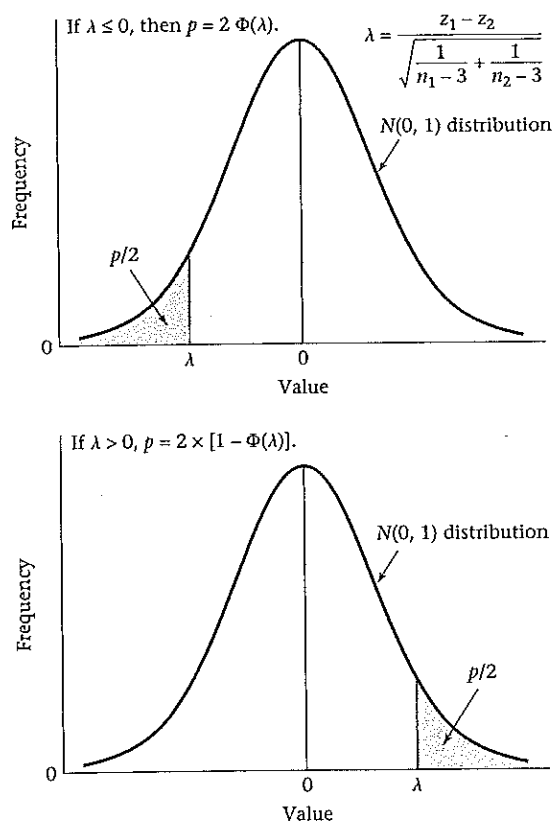 If λ ≤ 0, then p = 2 Φ(λ).
λ = z₁ − z₂ / √(1/(n₁ − 3) + 1/(n₂ − 3))
N(0, 1) distribution
Frequency
p/2
0
λ
0
Value
If λ > 0, p = 2 × [1 − Φ(λ)].
N(0, 1) distribution
Frequency
p/2
0
0
λ
Value